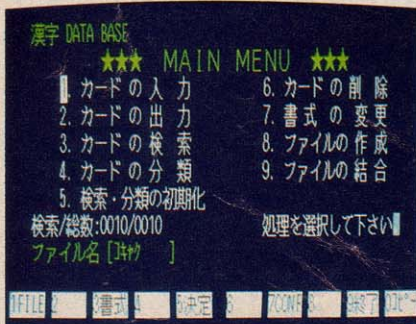 漢字 DATA BASE
★★★ MAIN MENU ★★★
1. カードの入力
2. カードの出力
3. カードの検索
4. カードの分類
5. 検索・分類の初期化
6. カードの削除
7. 書式の変更
8. ファイルの作成
9. ファイルの結合
検索/総数:0010/0010
処理を選択して下さい
ファイル名 [ｺｷｬｸ ]
1FILE 2 3書式 4 5決定 6 7CONF 8 9終了 0ｺﾋﾟｰ